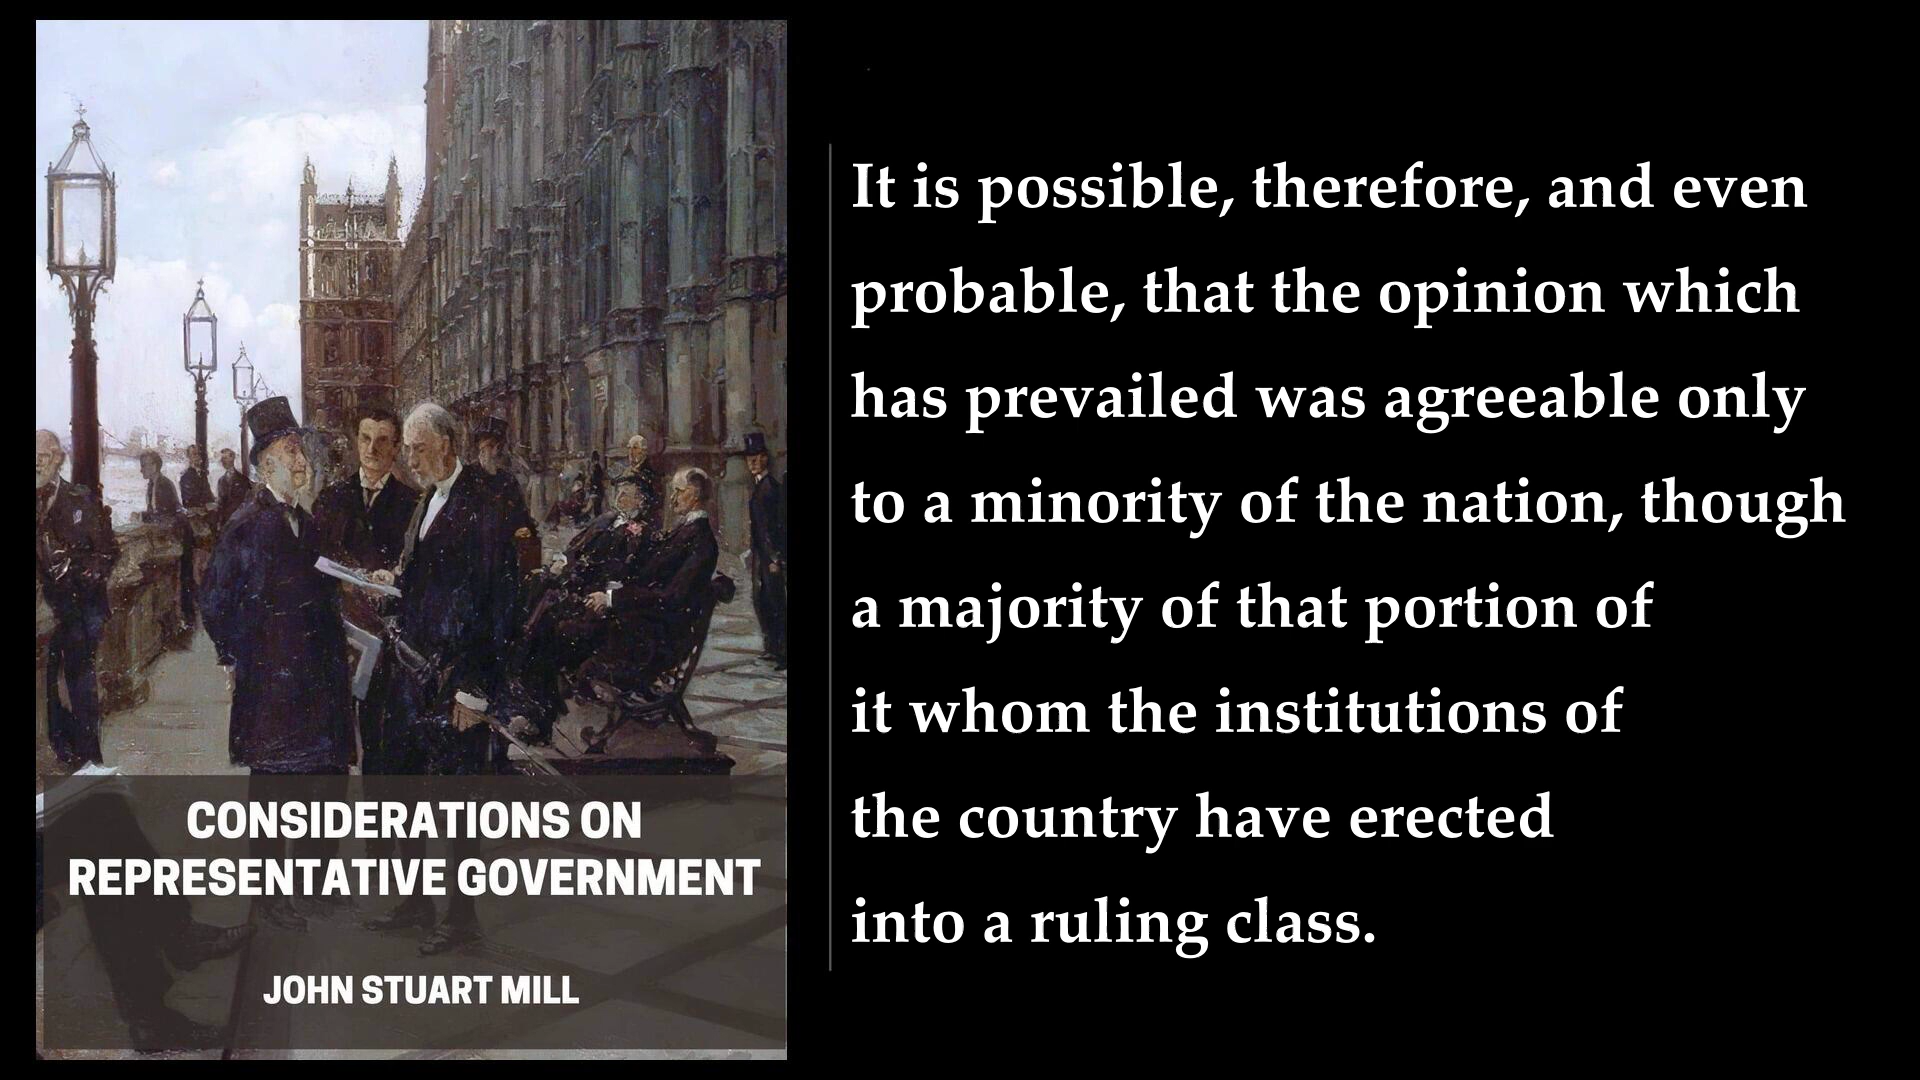 CONSIDERATIONS ON
REPRESENTATIVE GOVERNMENT
JOHN STUART MILL
It is possible, therefore, and even
probable, that the opinion which
has prevailed was agreeable only
to a minority of the nation, though
a majority of that portion of
it whom the institutions of
the country have erected
into a ruling class.